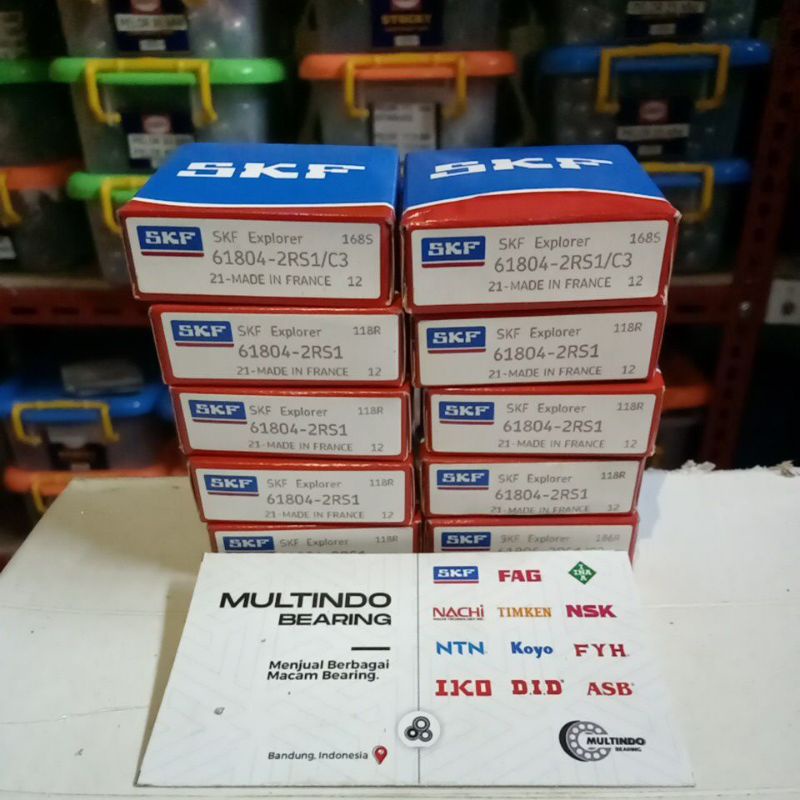 SKF
SKF
SKF SKF Explorer 168S
61804-2RS1/C3
21-MADE IN FRANCE 12
SKF SKF Explorer 168S
61804-2RS1/C3
21-MADE IN FRANCE 12
SKF SKF Explorer 118R
61804-2RS1
21-MADE IN FRANCE 12
SKF SKF Explorer 118R
61804-2RS1
21-MADE IN FRANCE 12
SKF SKF Explorer 118R
61804-2RS1
21-MADE IN FRANCE 12
SKF SKF Explorer 118R
61804-2RS1
21-MADE IN FRANCE 12
SKF SKF Explorer 118R
61804-2RS1
21-MADE IN FRANCE 12
SKF SKF Explorer 118R
61804-2RS1
21-MADE IN FRANCE 12
SKF SKF Explorer 118R
61804-2RS1
SKF SKF Explorer 186R
MULTINDO
BEARING
Menjual Berbagai
Macam Bearing.
Bandung, Indonesia
SKF FAG INA
NACHI TIMKEN NSK
NTN Koyo FYH
IKO D.I.D ASB
MULTINDO
BEARING